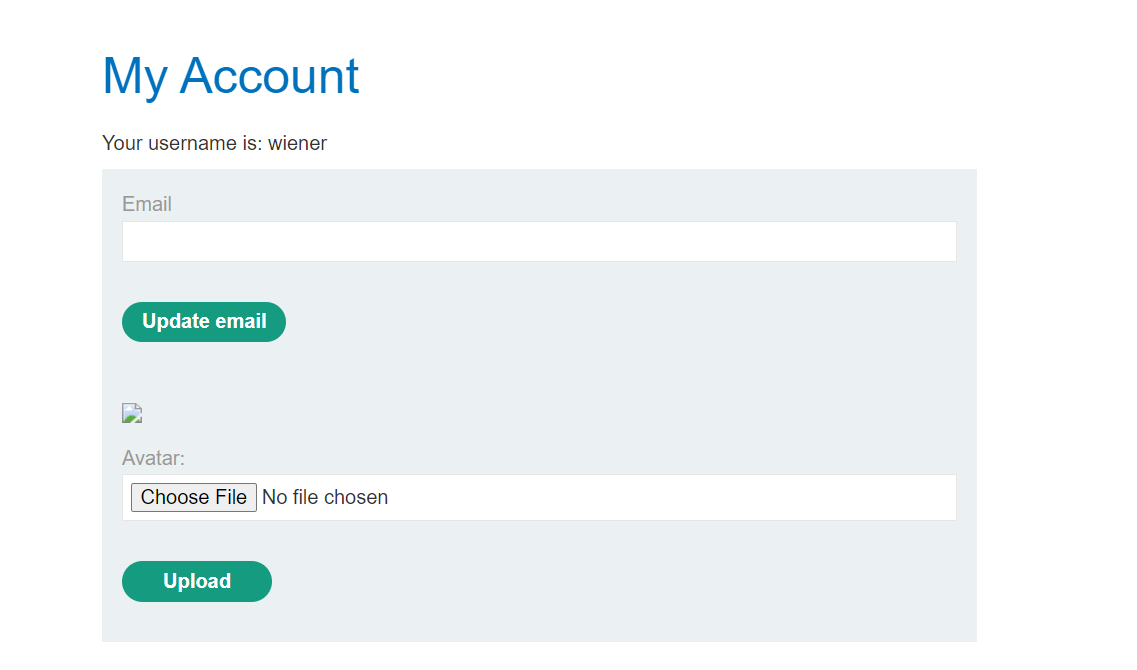 My Account
Your username is: wiener
Email
Update email
Avatar:
Choose File No file chosen
Upload